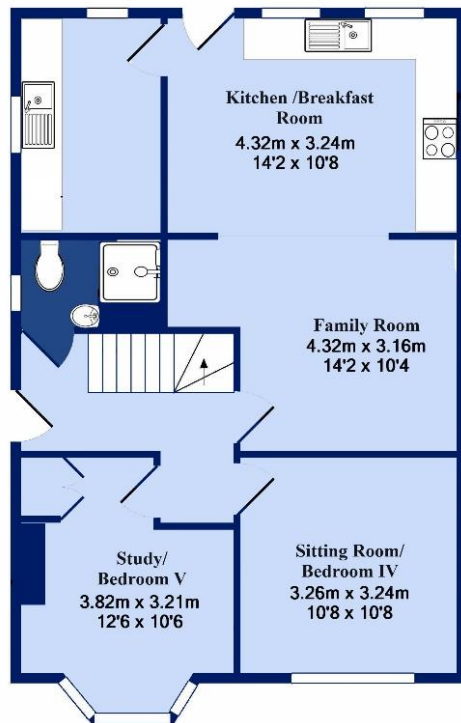 Kitchen /Breakfast
Room
4.32m x 3.24m
14'2 x 10'8
Family Room
4.32m x 3.16m
14'2 x 10'4
Study/
Bedroom V
3.82m x 3.21m
12'6 x 10'6
Sitting Room/
Bedroom IV
3.26m x 3.24m
10'8 x 10'8